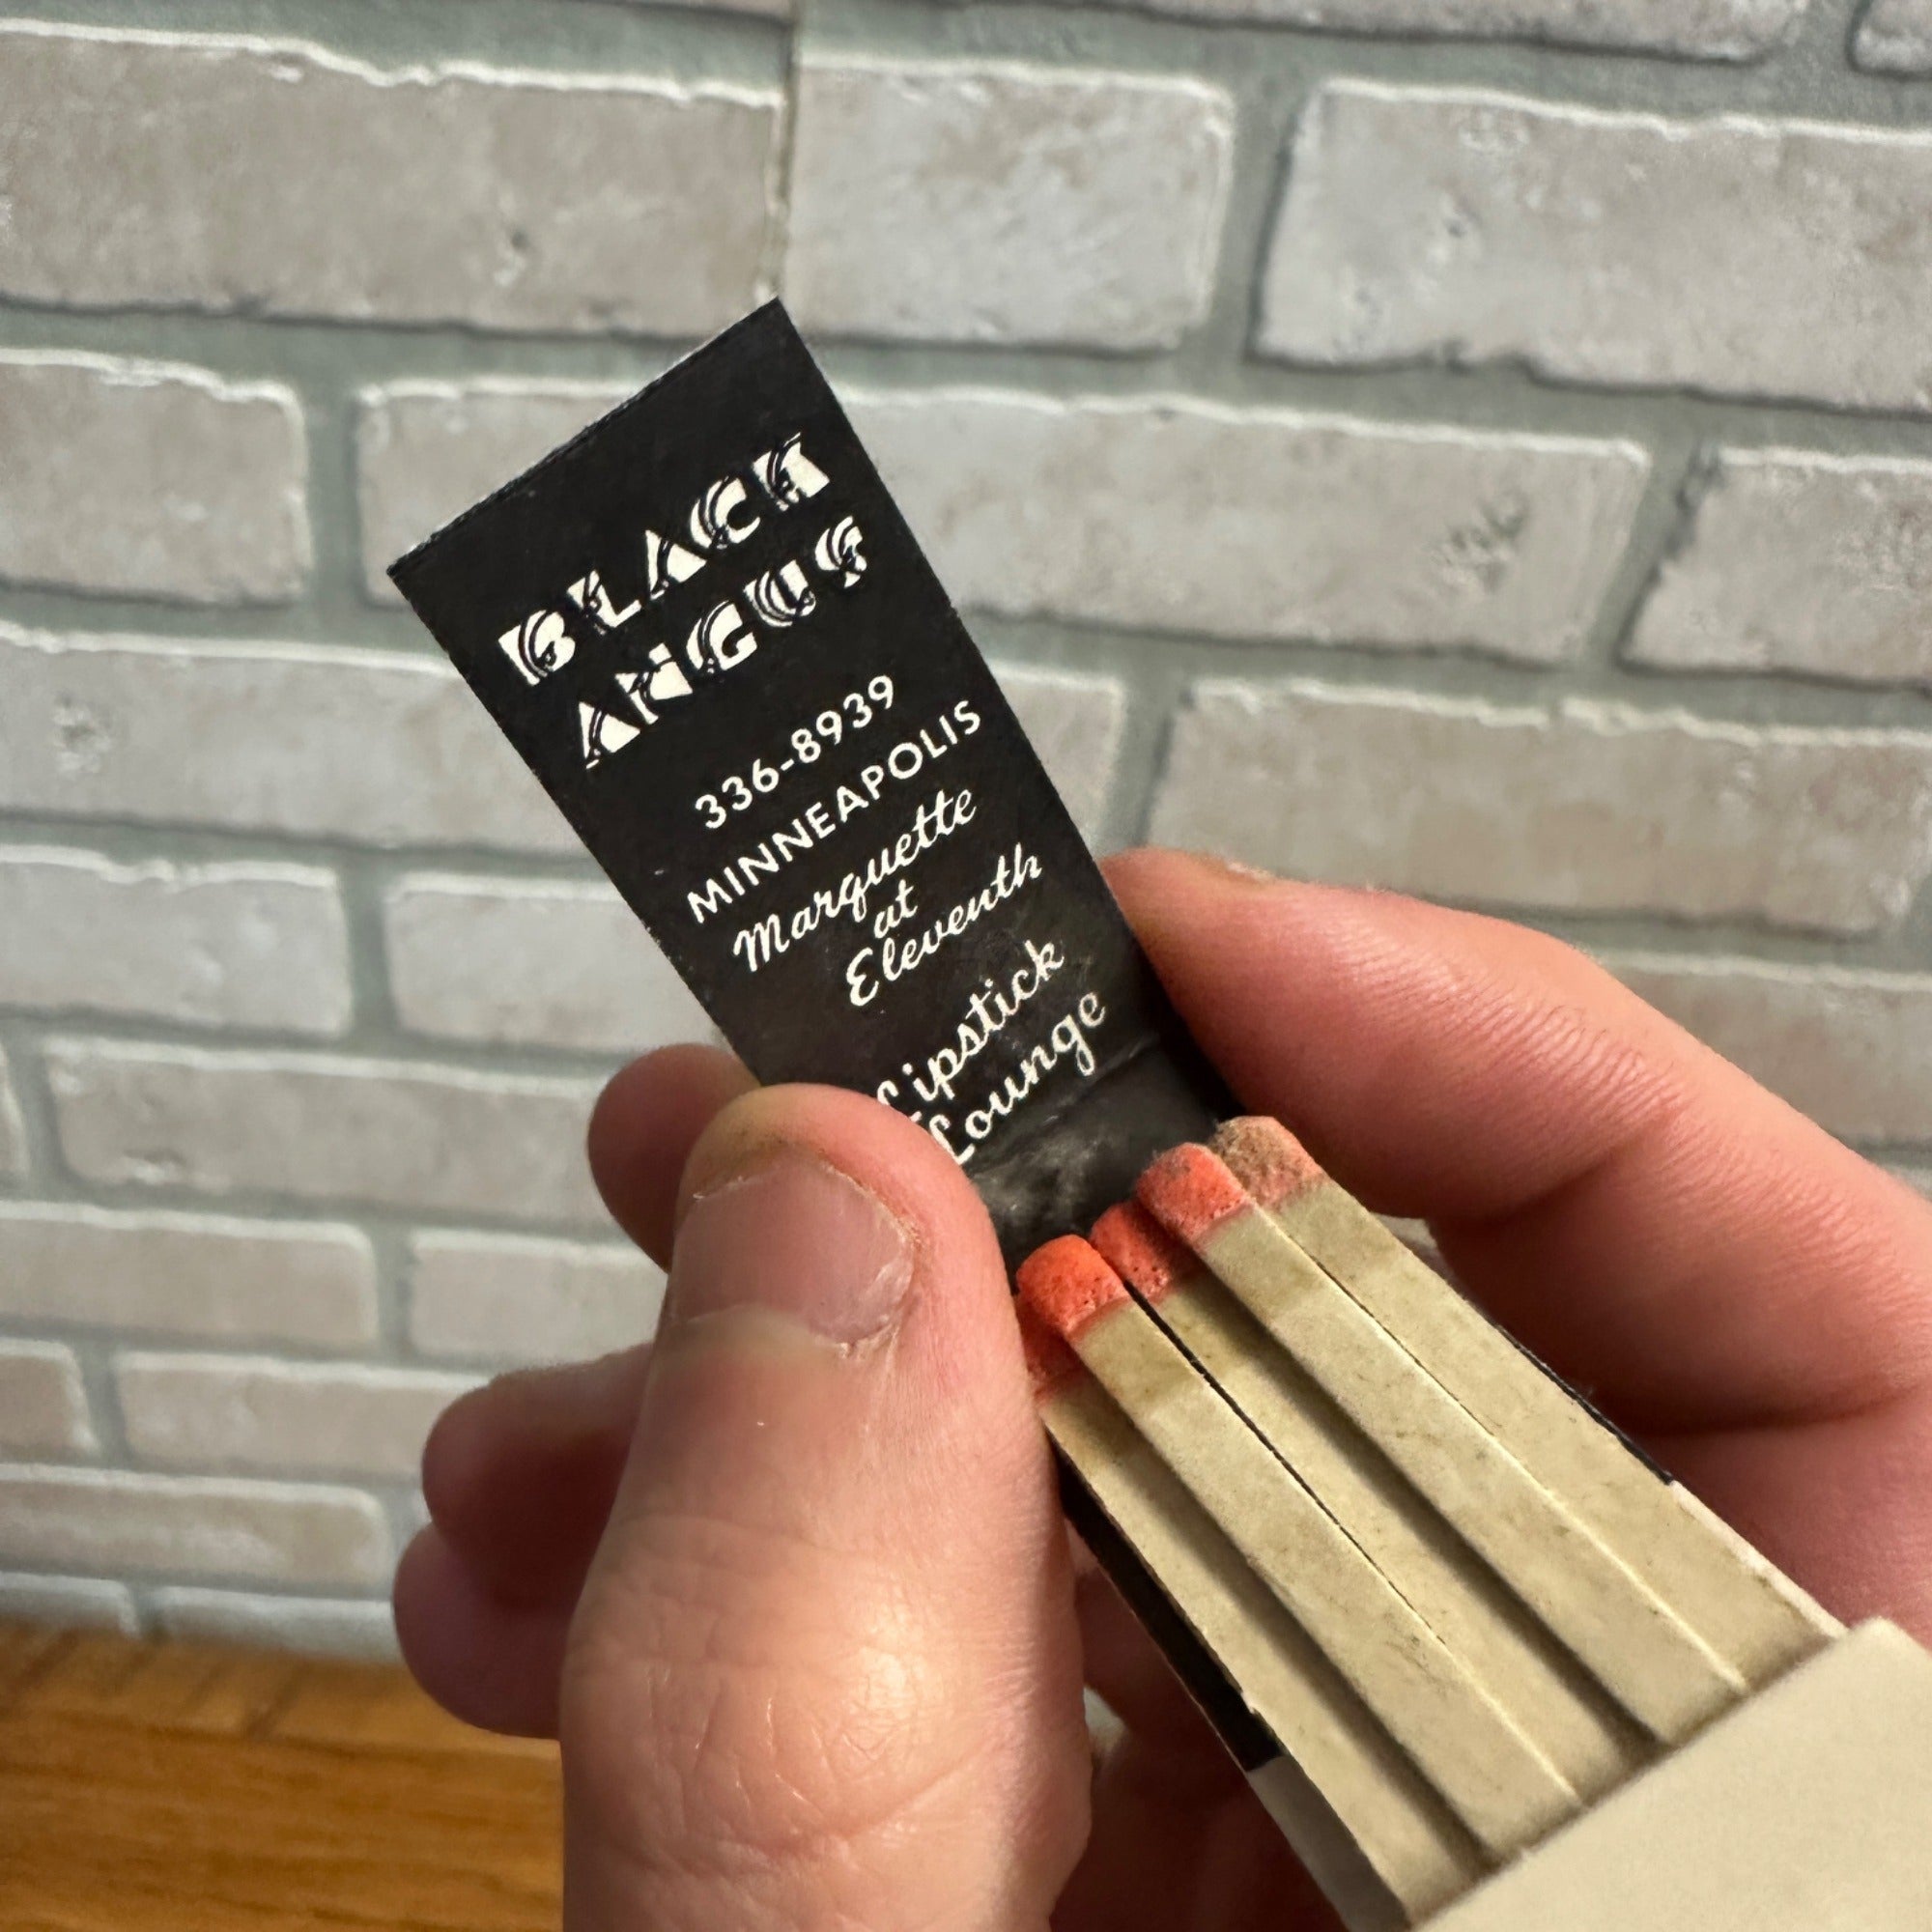 BLACK
ANGUS
336-8939
MINNEAPOLIS
Marquette
at
Eleventh
Lipstick
Lounge